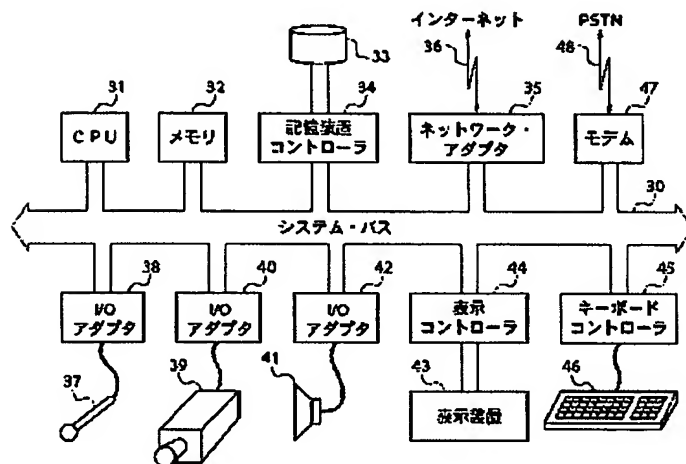 インターネット
PSTN
33
36
48
31
32
34
35
47
CPU
メモリ
記憶装置
コントローラ
ネットワーク・
アダプタ
モデム
30
システム・バス
38
40
42
44
45
I/O
アダプタ
I/O
アダプタ
I/O
アダプタ
表示
コントローラ
キーボード
コントローラ
37
39
41
43
46
表示装置